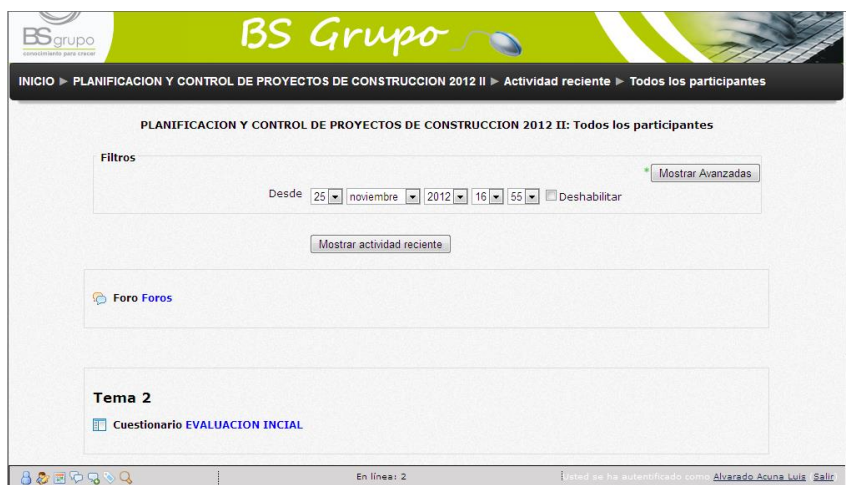 BS grupo
conocimiento para crecer
BS Grupo
INICIO ► PLANIFICACION Y CONTROL DE PROYECTOS DE CONSTRUCCION 2012 II ► Actividad reciente ► Todos los participantes
PLANIFICACION Y CONTROL DE PROYECTOS DE CONSTRUCCION 2012 II: Todos los participantes
Filtros
* Mostrar Avanzadas
Desde 25 noviembre 2012 16 55 Deshabilitar
Mostrar actividad reciente
Foro Foros
Tema 2
Cuestionario EVALUACION INCIAL
En línea: 2
Usted se ha autentificado como Alvarado Acuna Luis (Salir)